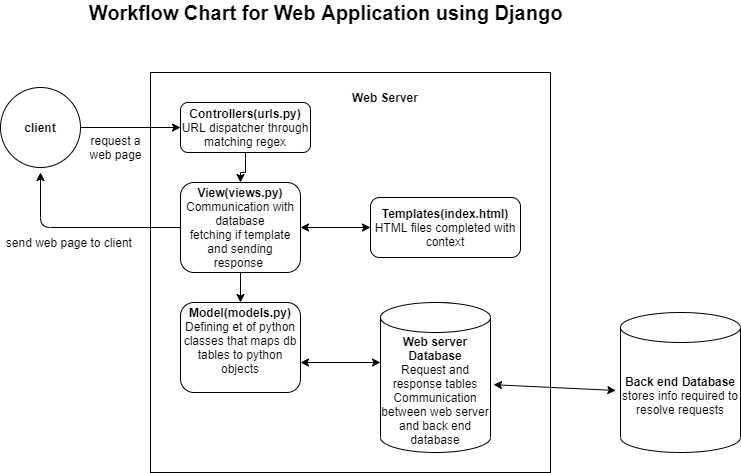 Workflow Chart for Web Application using Django
Web Server
client
request a
web page
Controllers(urls.py)
URL dispatcher through
matching regex
View(views.py)
Communication with
database
fetching if template
and sending
response
Templates(index.html)
HTML files completed with
context
send web page to client
Model(models.py)
Defining et of python
classes that maps db
tables to python
objects
Web server
Database
Request and
response tables
Communication
between web server
and back end
database
Back end Database
stores info required to
resolve requests